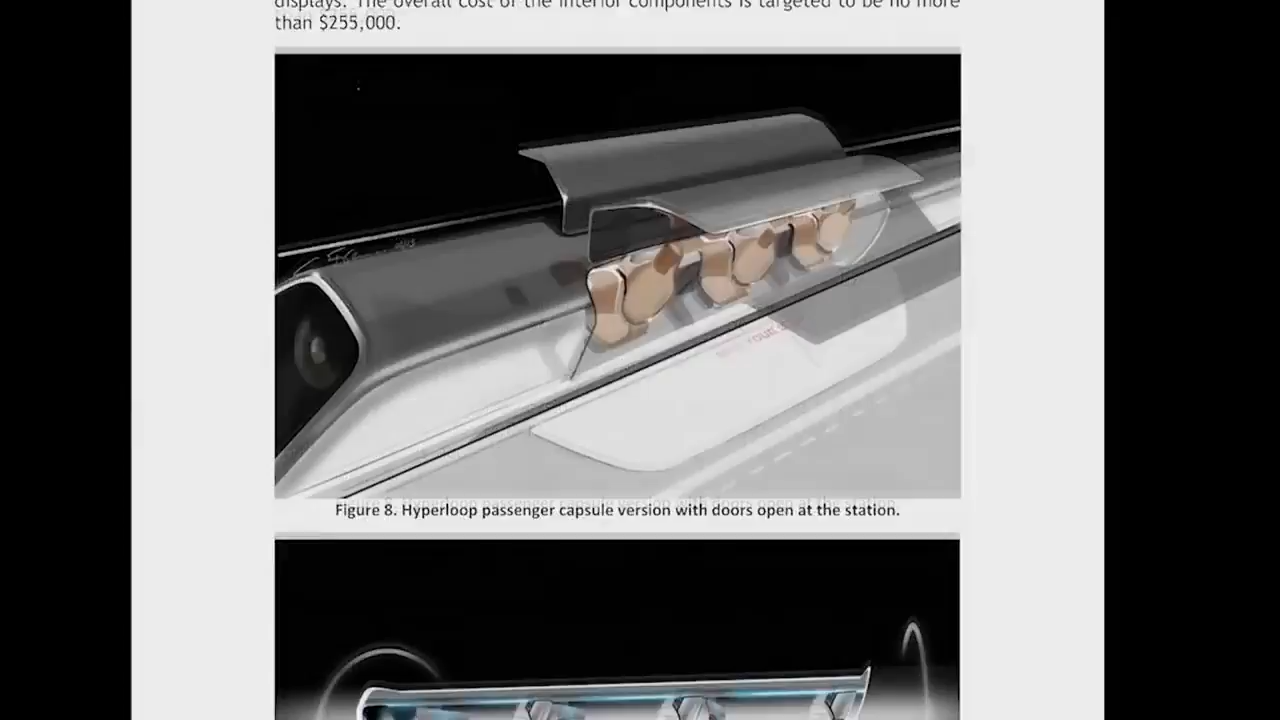 displays. The overall cost of the interior components is targeted to be no more
than $255,000.
Figure 8. Hyperloop passenger capsule version with doors open at the station.